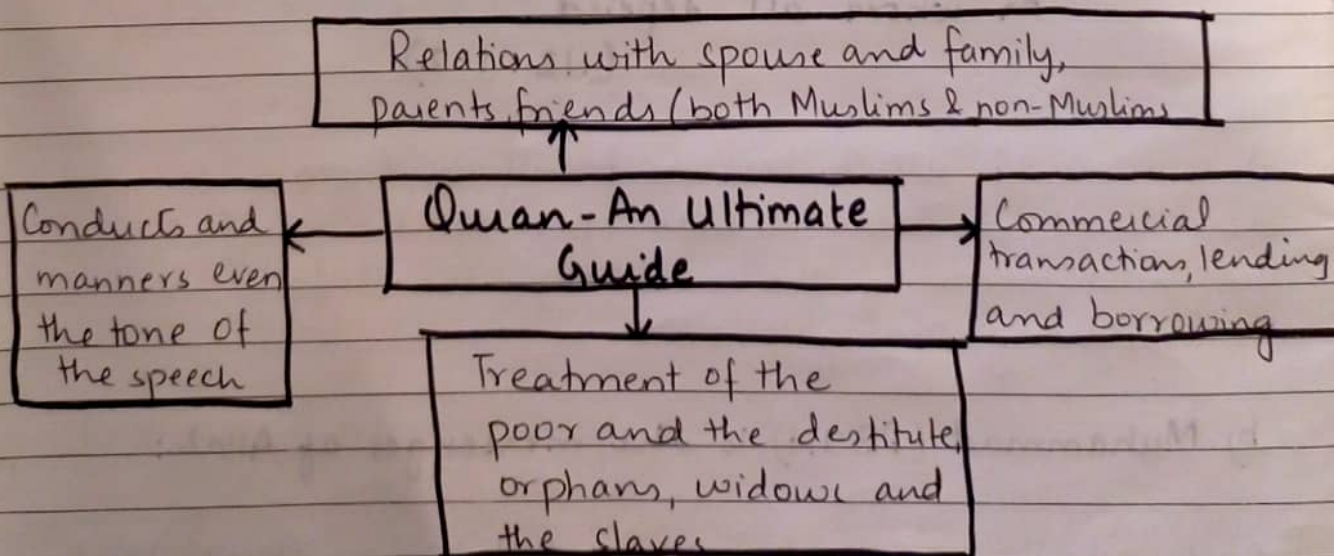 Relations with spouse and family,
parents, friends (both Muslims & non-Muslims
Quran - An Ultimate
Guide
Conducts and
manners even
the tone of
the speech
Commercial
transactions, lending
and borrowing
Treatment of the
poor and the destitute,
orphans, widows and
the slaves